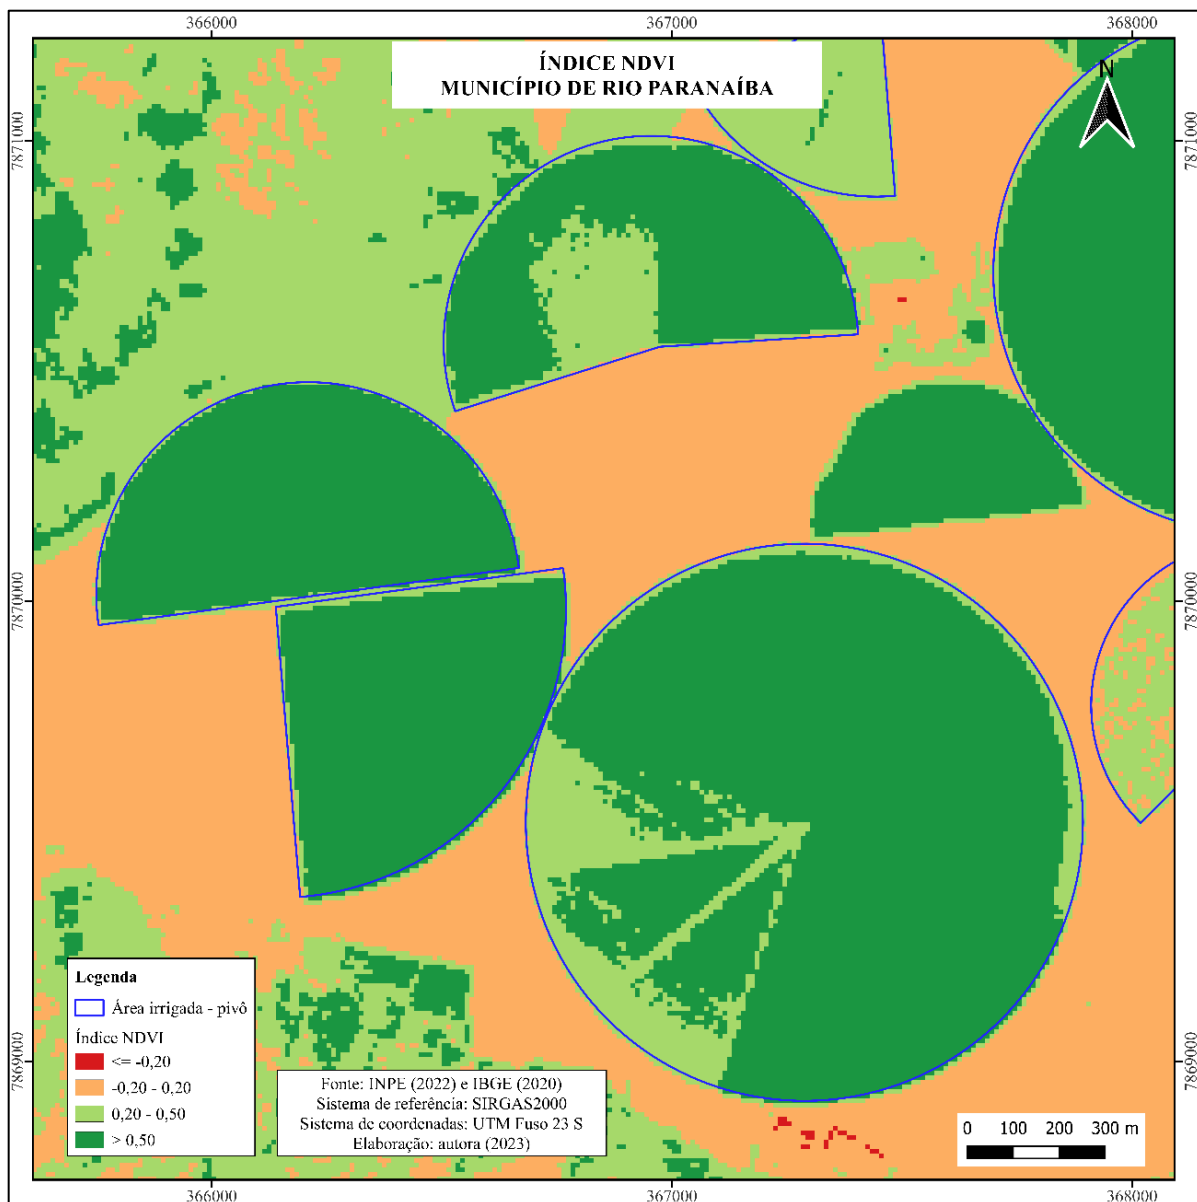 366000
367000
368000
ÍNDICE NDVI
MUNICÍPIO DE RIO PARANAÍBA
N
7871000
7871000
7870000
7870000
7869000
7869000
Legenda
Área irrigada - pivô
Índice NDVI
<= -0,20
-0,20 - 0,20
0,20 - 0,50
> 0,50
Fonte: INPE (2022) e IBGE (2020)
Sistema de referência: SIRGAS2000
Sistema de coordenadas: UTM Fuso 23 S
Elaboração: autora (2023)
0 100 200 300 m
366000
367000
368000